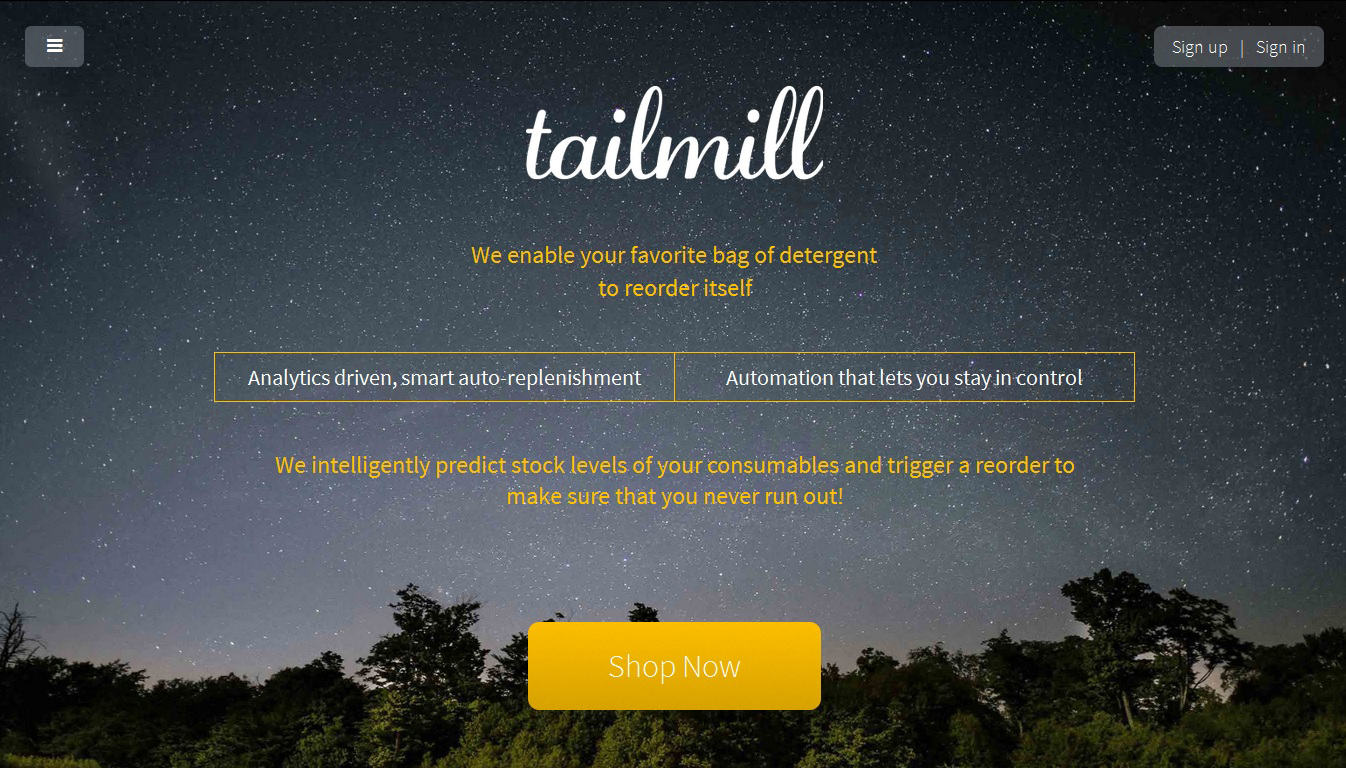 Sign up | Sign in
tailmill
We enable your favorite bag of detergent
to reorder itself
Analytics driven, smart auto-replenishment
Automation that lets you stay in control
We intelligently predict stock levels of your consumables and trigger a reorder to
make sure that you never run out!
Shop Now